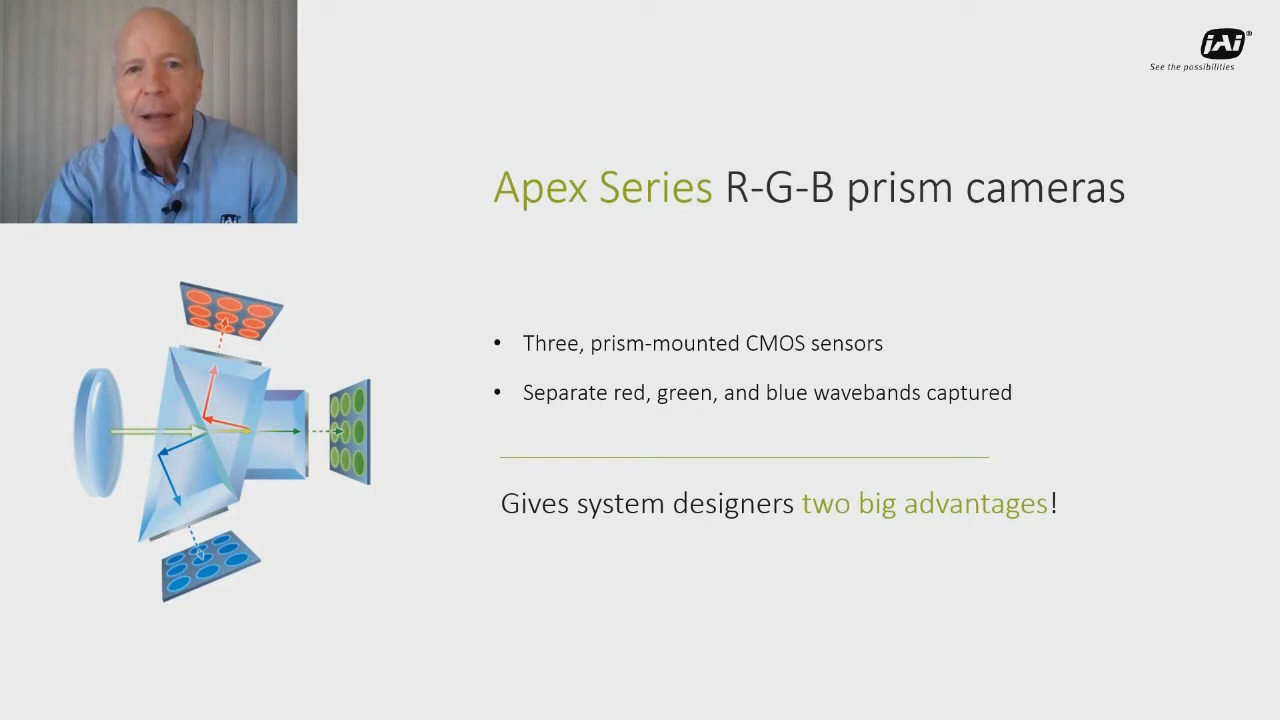 JAi®
See the possibilities
Apex Series R-G-B prism cameras
• Three, prism-mounted CMOS sensors
• Separate red, green, and blue wavebands captured
Gives system designers two big advantages!
JAi